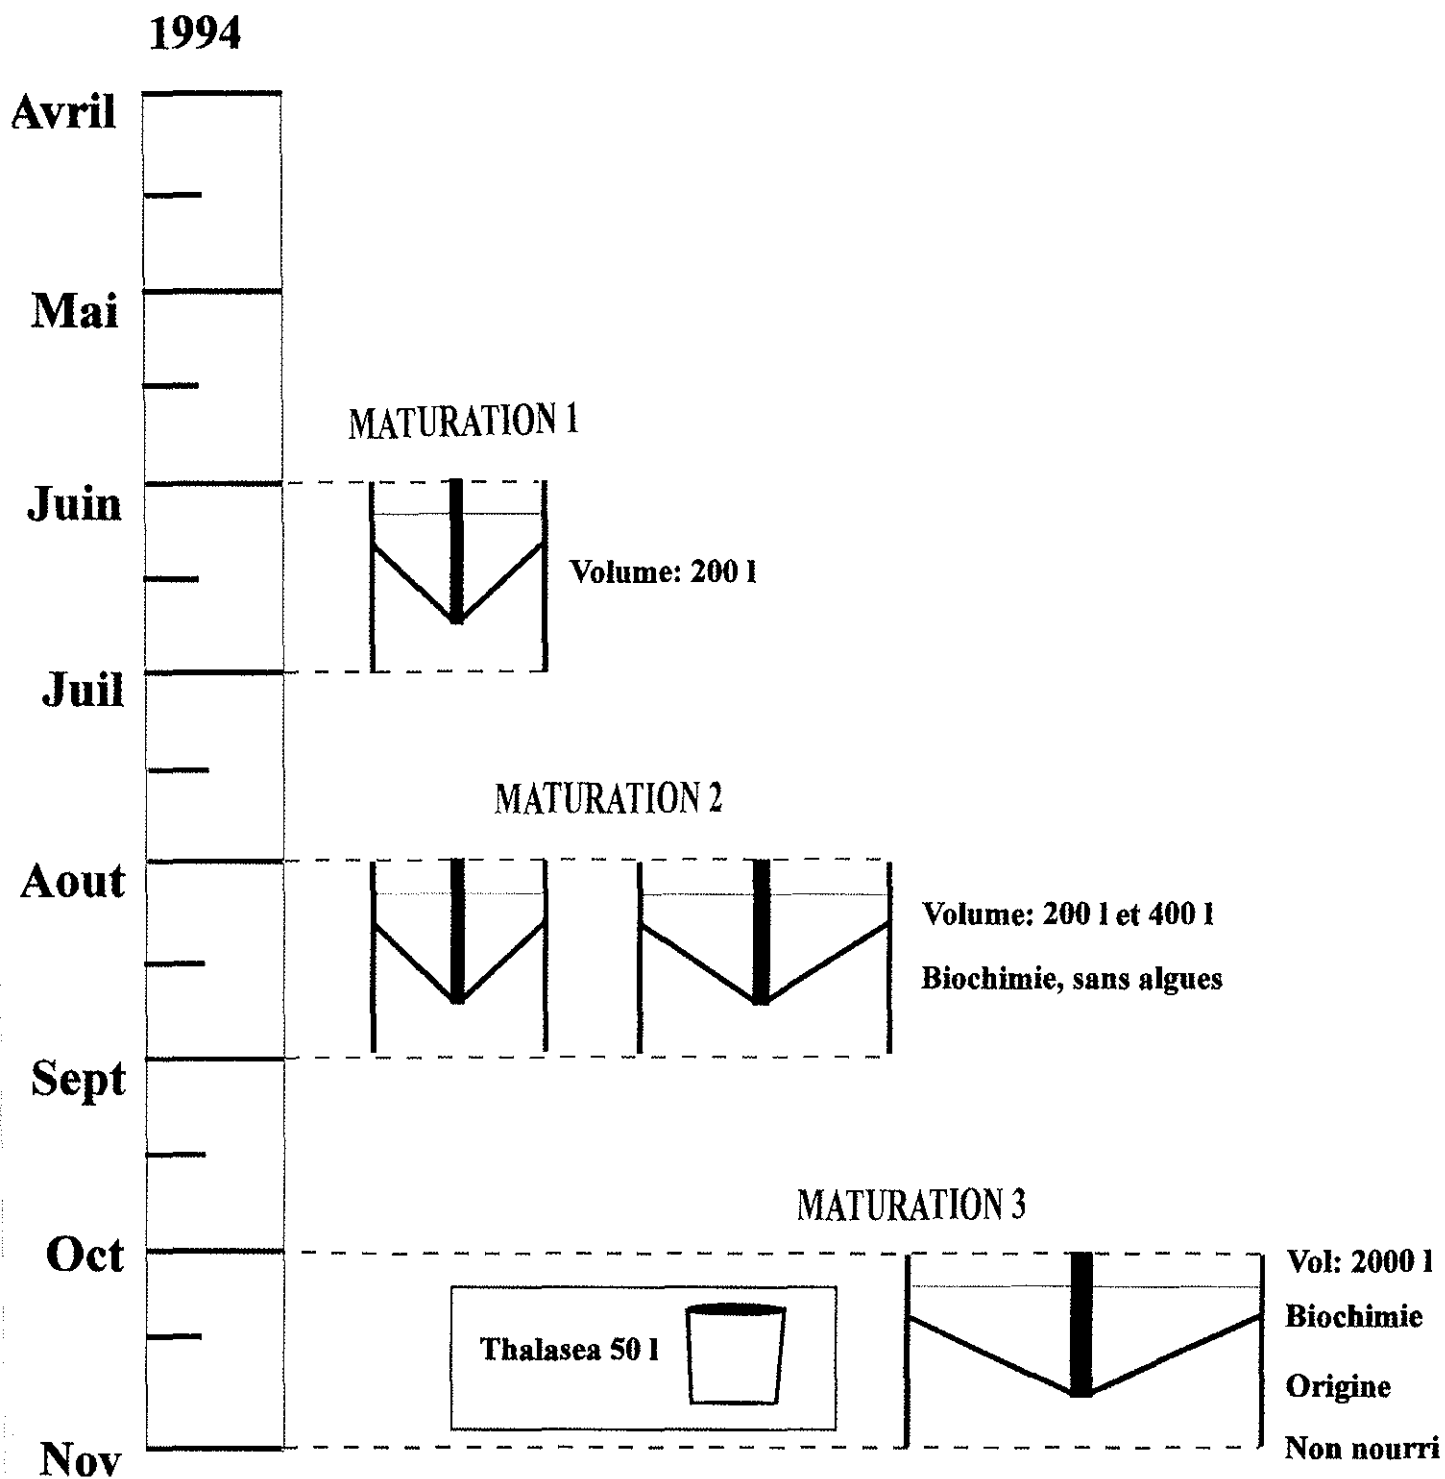 1994
Avril
Mai
MATURATION 1
Juin
Volume: 200 l
Juil
MATURATION 2
Aout
Volume: 200 l et 400 l
Biochimie, sans algues
Sept
MATURATION 3
Oct
Vol: 2000 l
Biochimie
Thalasea 50 l
Origine
Non nourri
Nov